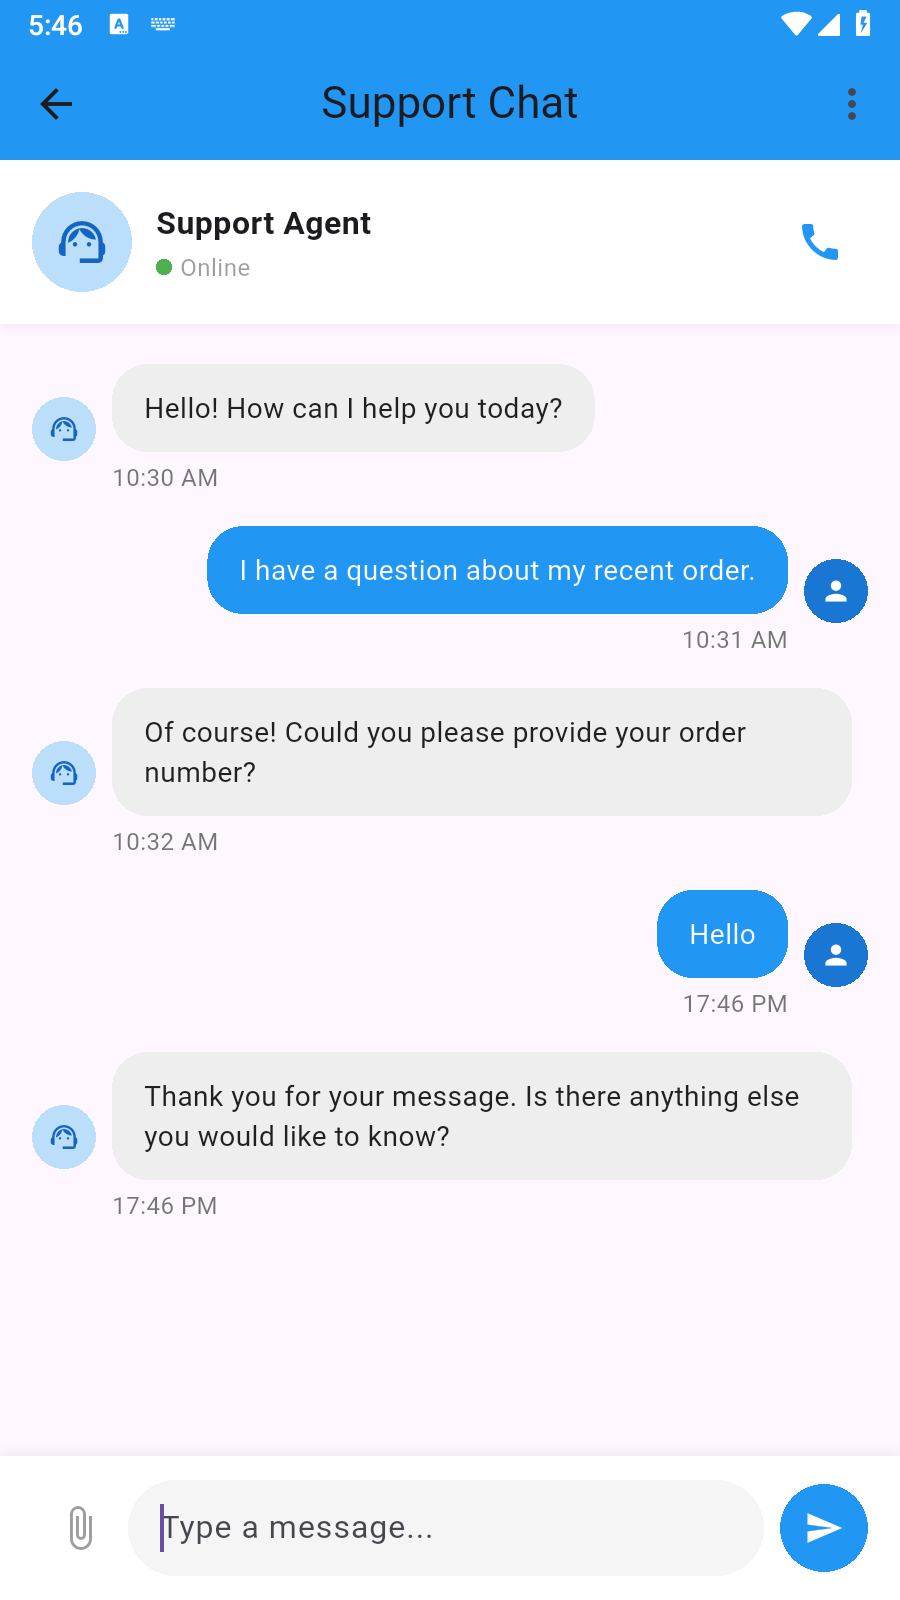 5:46
Support Chat
Support Agent
Online
Hello! How can I help you today?
10:30 AM
I have a question about my recent order.
10:31 AM
Of course! Could you please provide your order
number?
10:32 AM
Hello
17:46 PM
Thank you for your message. Is there anything else
you would like to know?
17:46 PM
Type a message...